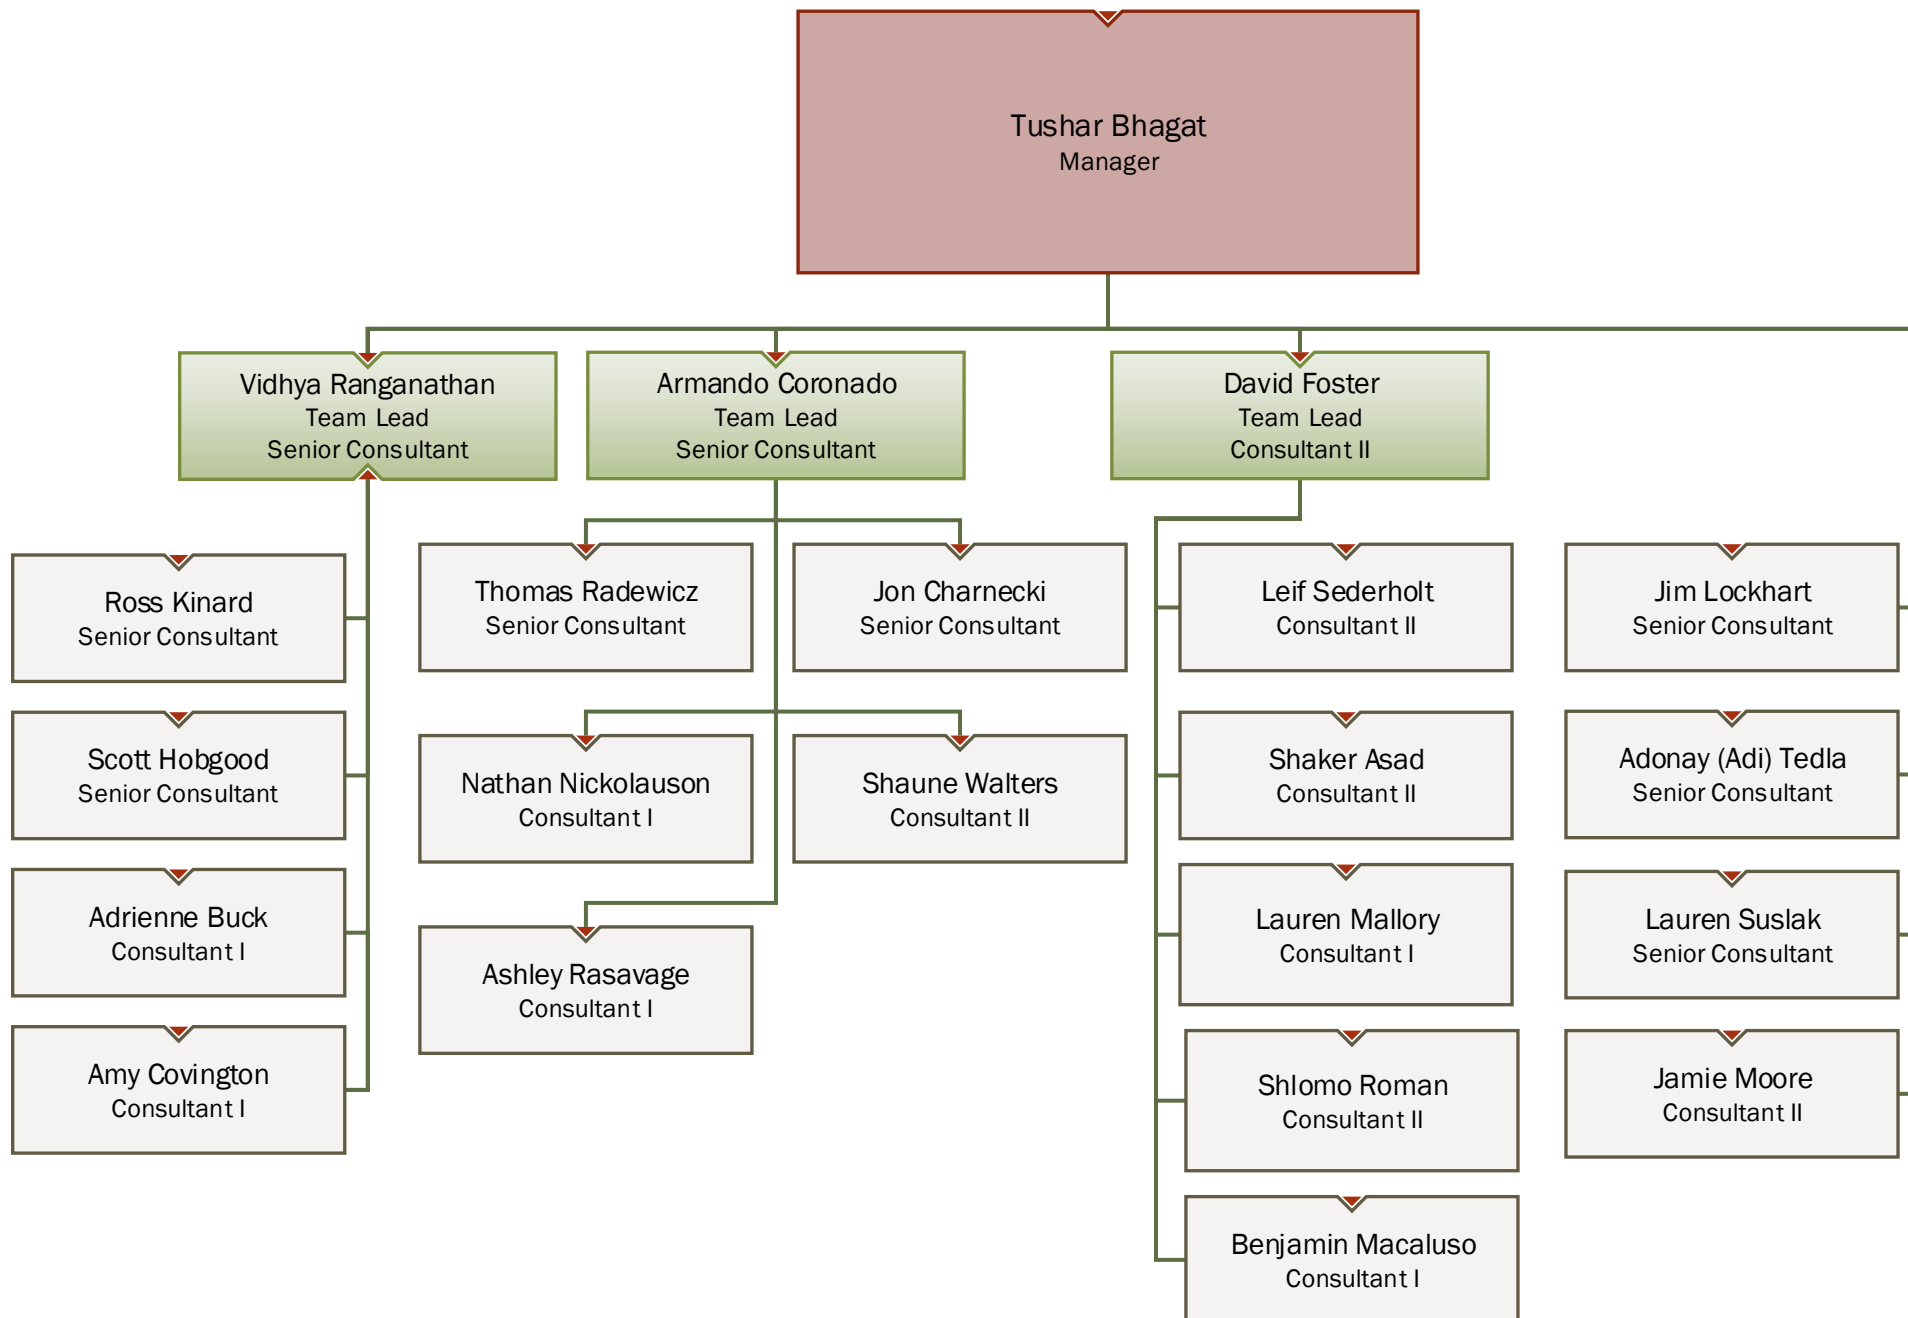 Tushar Bhagat
Manager
Vidhya Ranganathan
Team Lead
Senior Consultant
Armando Coronado
Team Lead
Senior Consultant
David Foster
Team Lead
Consultant II
Ross Kinard
Senior Consultant
Scott Hobgood
Senior Consultant
Adrienne Buck
Consultant I
Amy Covington
Consultant I
Thomas Radewicz
Senior Consultant
Jon Charnecki
Senior Consultant
Nathan Nickolauson
Consultant I
Shaune Walters
Consultant II
Ashley Rasavage
Consultant I
Leif Sederholt
Consultant II
Shaker Asad
Consultant II
Lauren Mallory
Consultant I
Shlomo Roman
Consultant II
Benjamin Macaluso
Consultant I
Jim Lockhart
Senior Consultant
Adonay (Adi) Tedla
Senior Consultant
Lauren Suslak
Senior Consultant
Jamie Moore
Consultant II